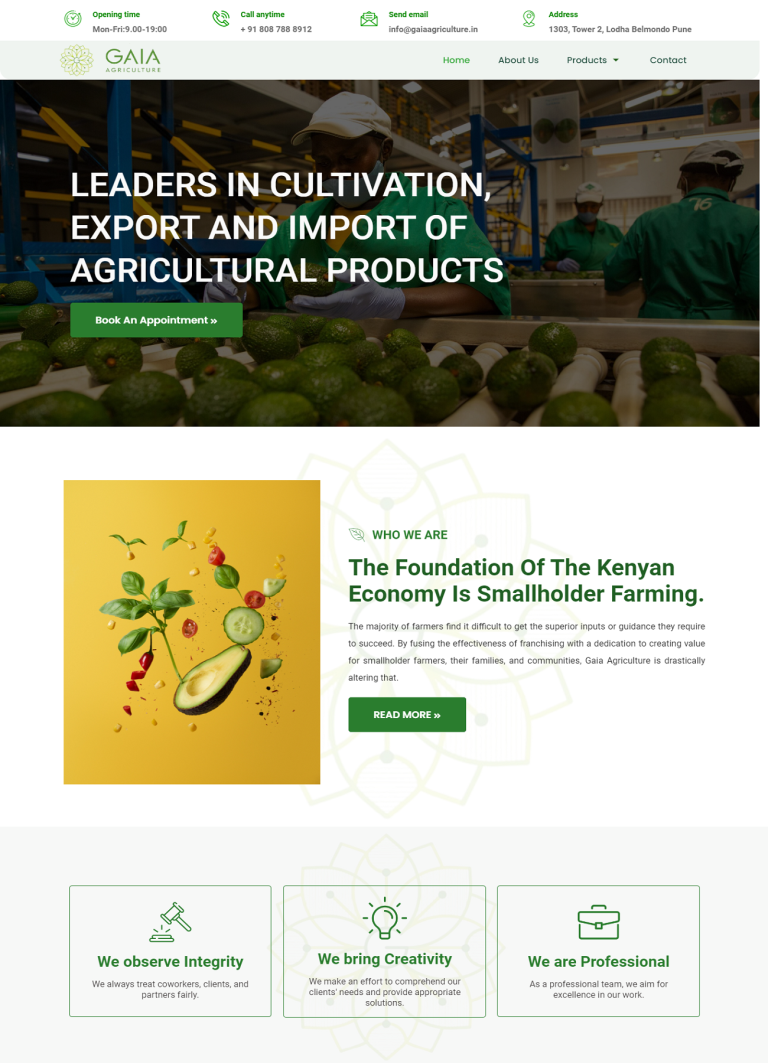 Opening time
Mon-Fri:9.00-19:00
Call anytime
+ 91 808 788 8912
Send email
info@gaiaagriculture.in
Address
1303, Tower 2, Lodha Belmondo Pune
GAIA
AGRICULTURE
Home
About Us
Products
Contact
LEADERS IN CULTIVATION,
EXPORT AND IMPORT OF
AGRICULTURAL PRODUCTS
Book An Appointment »
16
WHO WE ARE
The Foundation Of The Kenyan
Economy Is Smallholder Farming.
The majority of farmers find it difficult to get the superior inputs or guidance they require
to succeed. By fusing the effectiveness of franchising with a dedication to creating value
for smallholder farmers, their families, and communities, Gaia Agriculture is drastically
altering that.
READ MORE »
We observe Integrity
We always treat coworkers, clients, and
partners fairly.
We bring Creativity
We make an effort to comprehend our
clients' needs and provide appropriate
solutions.
We are Professional
As a professional team, we aim for
excellence in our work.